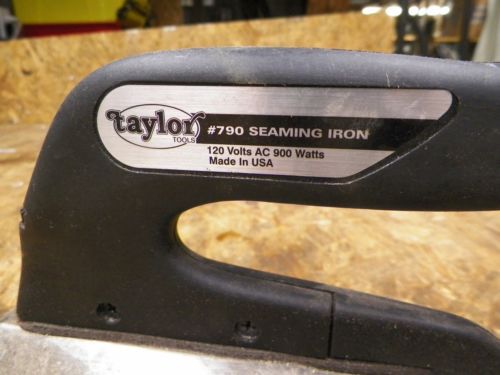 taylor
TOOLS
#790 SEAMING IRON
120 Volts AC 900 Watts
Made In USA